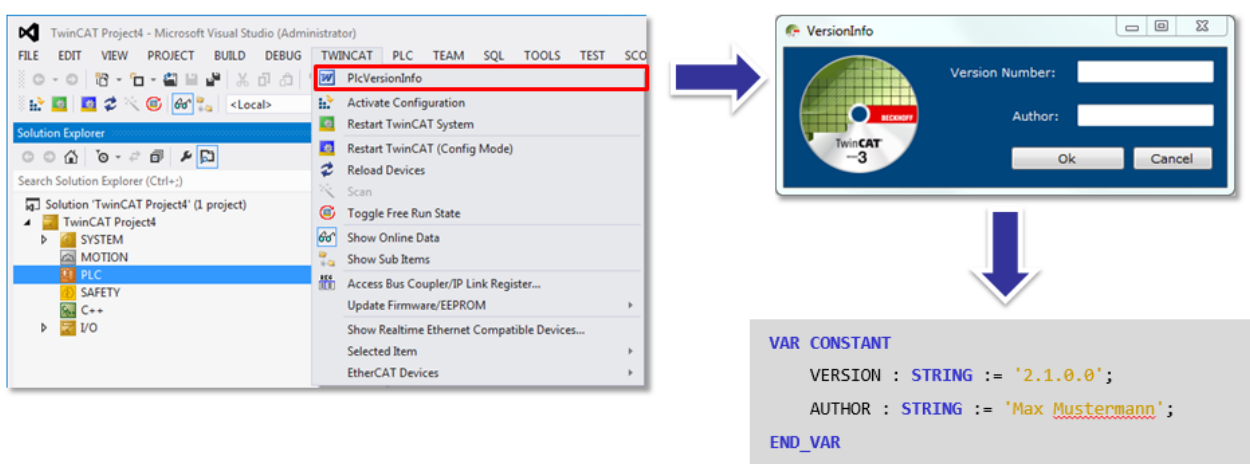 TwinCAT Project4 - Microsoft Visual Studio (Administrator)
FILE EDIT VIEW PROJECT BUILD DEBUG TWINCAT PLC TEAM SQL TOOLS TEST SCO
PlcVersionInfo
<Local>
Activate Configuration
Restart TwinCAT System
Restart TwinCAT (Config Mode)
Reload Devices
Scan
Toggle Free Run State
Show Online Data
Show Sub Items
Access Bus Coupler/IP Link Register...
Update Firmware/EEPROM
Show Realtime Ethernet Compatible Devices...
Selected Item
EtherCAT Devices
Solution Explorer
Search Solution Explorer (Ctrl+;)
Solution 'TwinCAT Project4' (1 project)
TwinCAT Project4
SYSTEM
MOTION
PLC
SAFETY
C++
I/O
VersionInfo
Version Number:
Author:
BECKHOFF
TwinCAT
3
Ok Cancel
VAR CONSTANT
VERSION : STRING := '2.1.0.0';
AUTHOR : STRING := 'Max Mustermann';
END_VAR